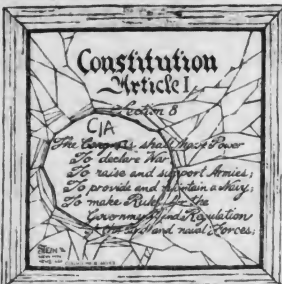 Constitution
Article I
Section 8
CIA
The Congress shall have Power
To declare War
To raise and support Armies;
To provide and maintain a Navy;
To make Rules for the
Government and Regulation
of the land and naval Forces;